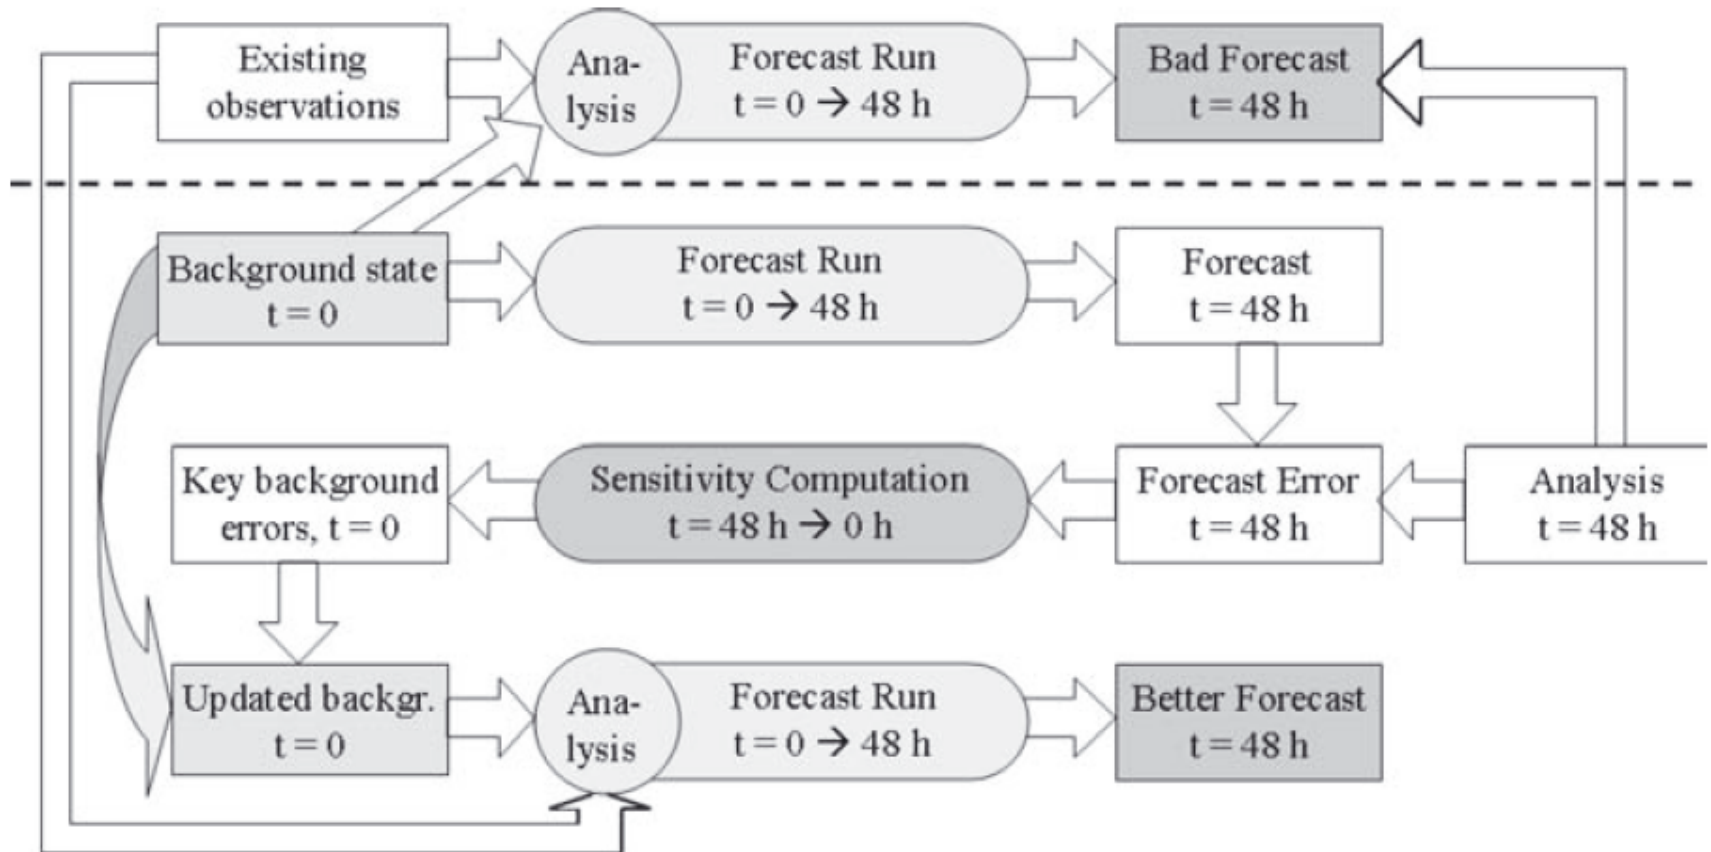 Existing
observations
Ana-
lysis
Forecast Run
t = 0 → 48 h
Bad Forecast
t = 48 h
Background state
t = 0
Forecast Run
t = 0 → 48 h
Forecast
t = 48 h
Key background
errors, t = 0
Sensitivity Computation
t = 48 h → 0 h
Forecast Error
t = 48 h
Analysis
t = 48 h
Updated backgr.
t = 0
Ana-
lysis
Forecast Run
t = 0 → 48 h
Better Forecast
t = 48 h